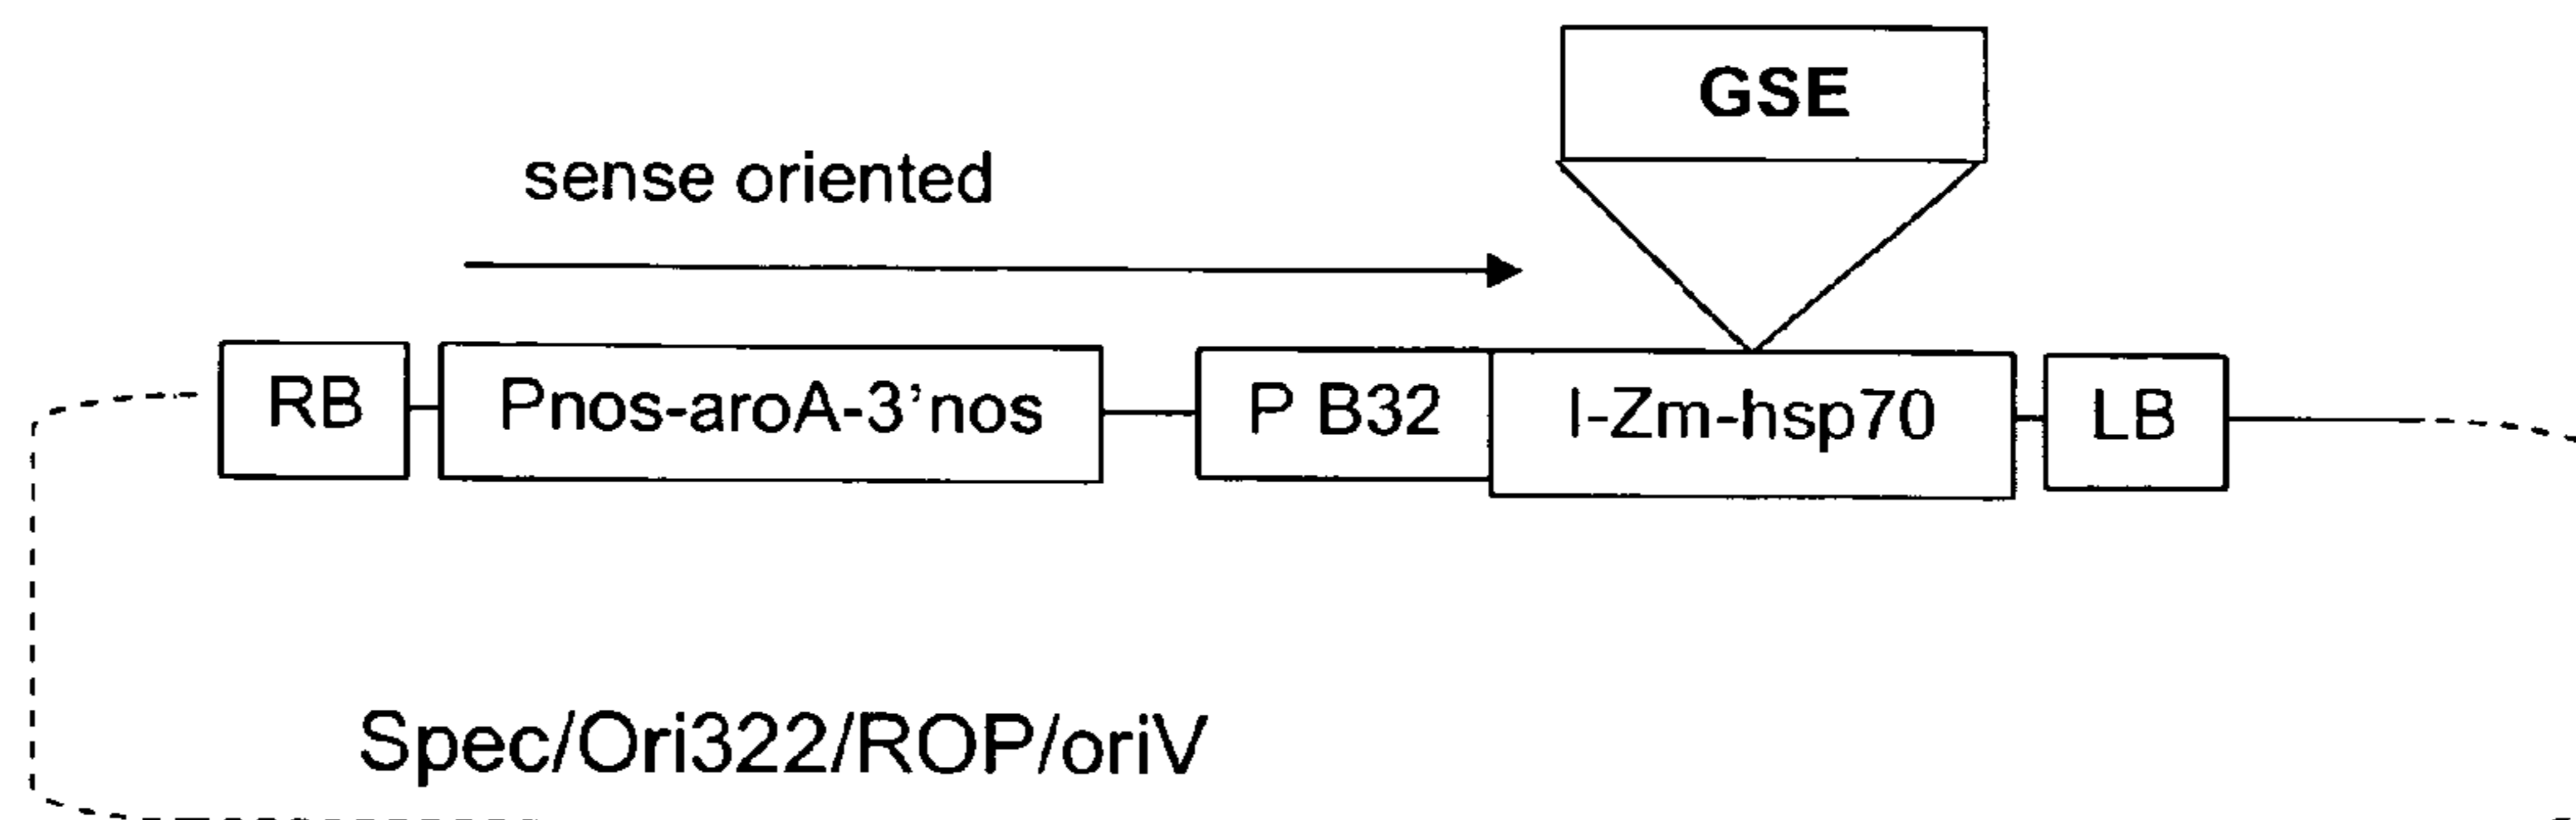 GSE
sense oriented
RB Pnos-aroA-3’nos P B32 I-Zm-hsp70 LB
Spec/Ori322/ROP/oriV